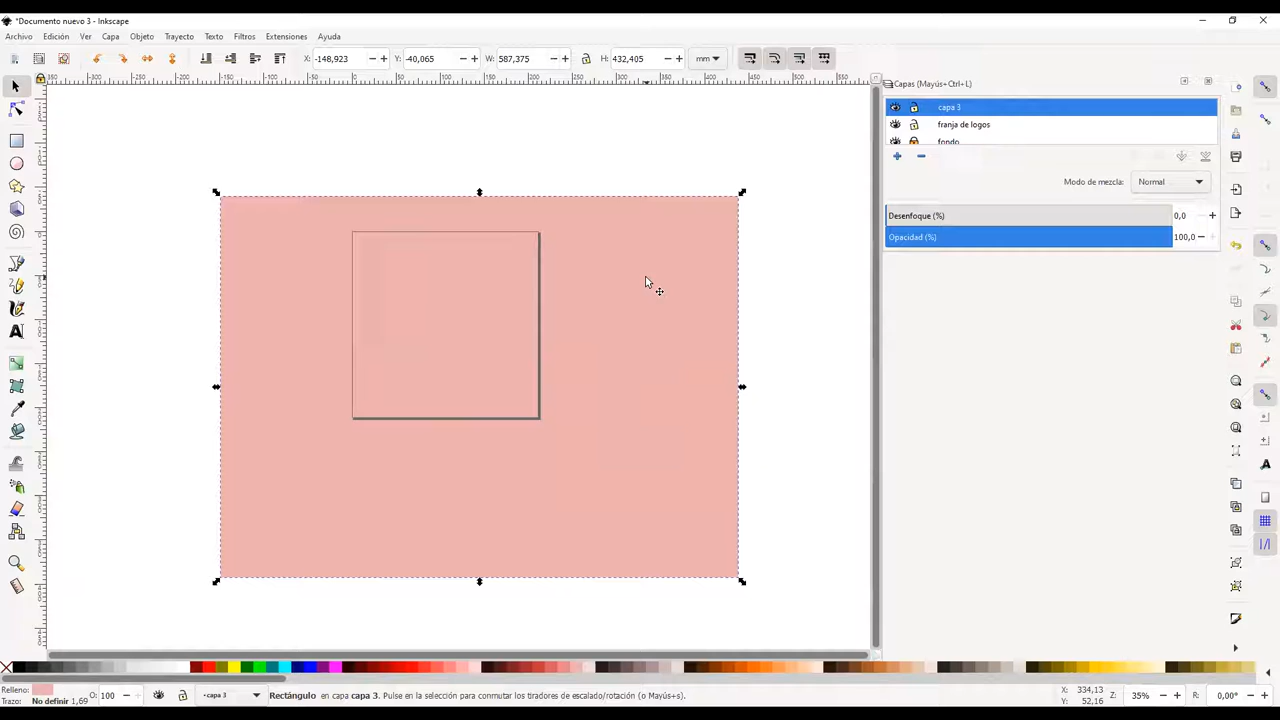 *Documento nuevo 3 - Inkscape
Archivo Edición Ver Capa Objeto Trayecto Texto Filtros Extensiones Ayuda
X: -148,923 Y: -40,065 W: 587,375 H: 432,405 mm
Capas (Mayús+Ctrl+L)
capa 3
franja de logos
fondo
Modo de mezcla: Normal
Desenfoque (%) 0,0
Opacidad (%) 100,0
Relleno:
Trazo: No definir 1,69
O: 100
capa 3
Rectángulo en capa capa 3. Pulse en la selección para conmutar los tiradores de escalado/rotación (o Mayús+s).
X: 334,13
Y: 52,16
Z: 35%
R: 0,00°